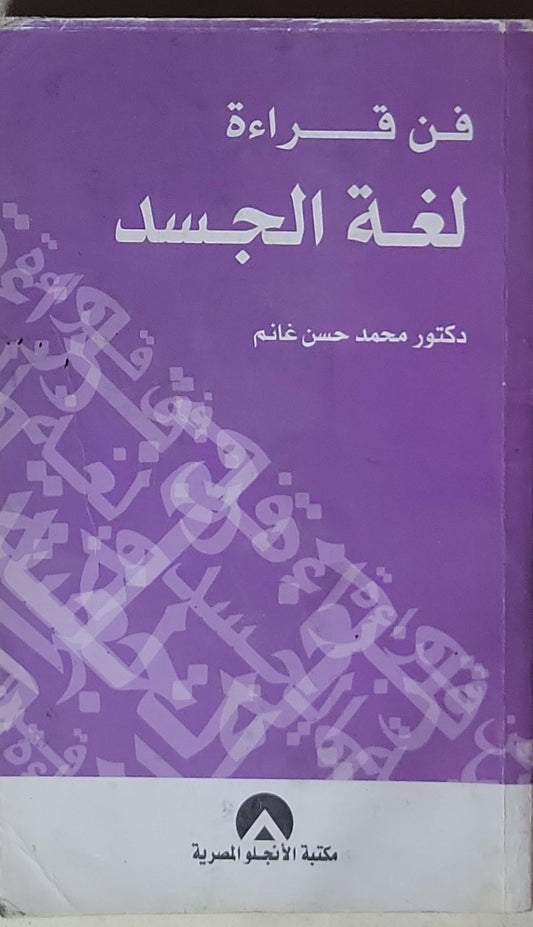 فن قراءة
لغة الجسد
دكتور محمد حسن غانم
مكتبة الأنجلو المصرية